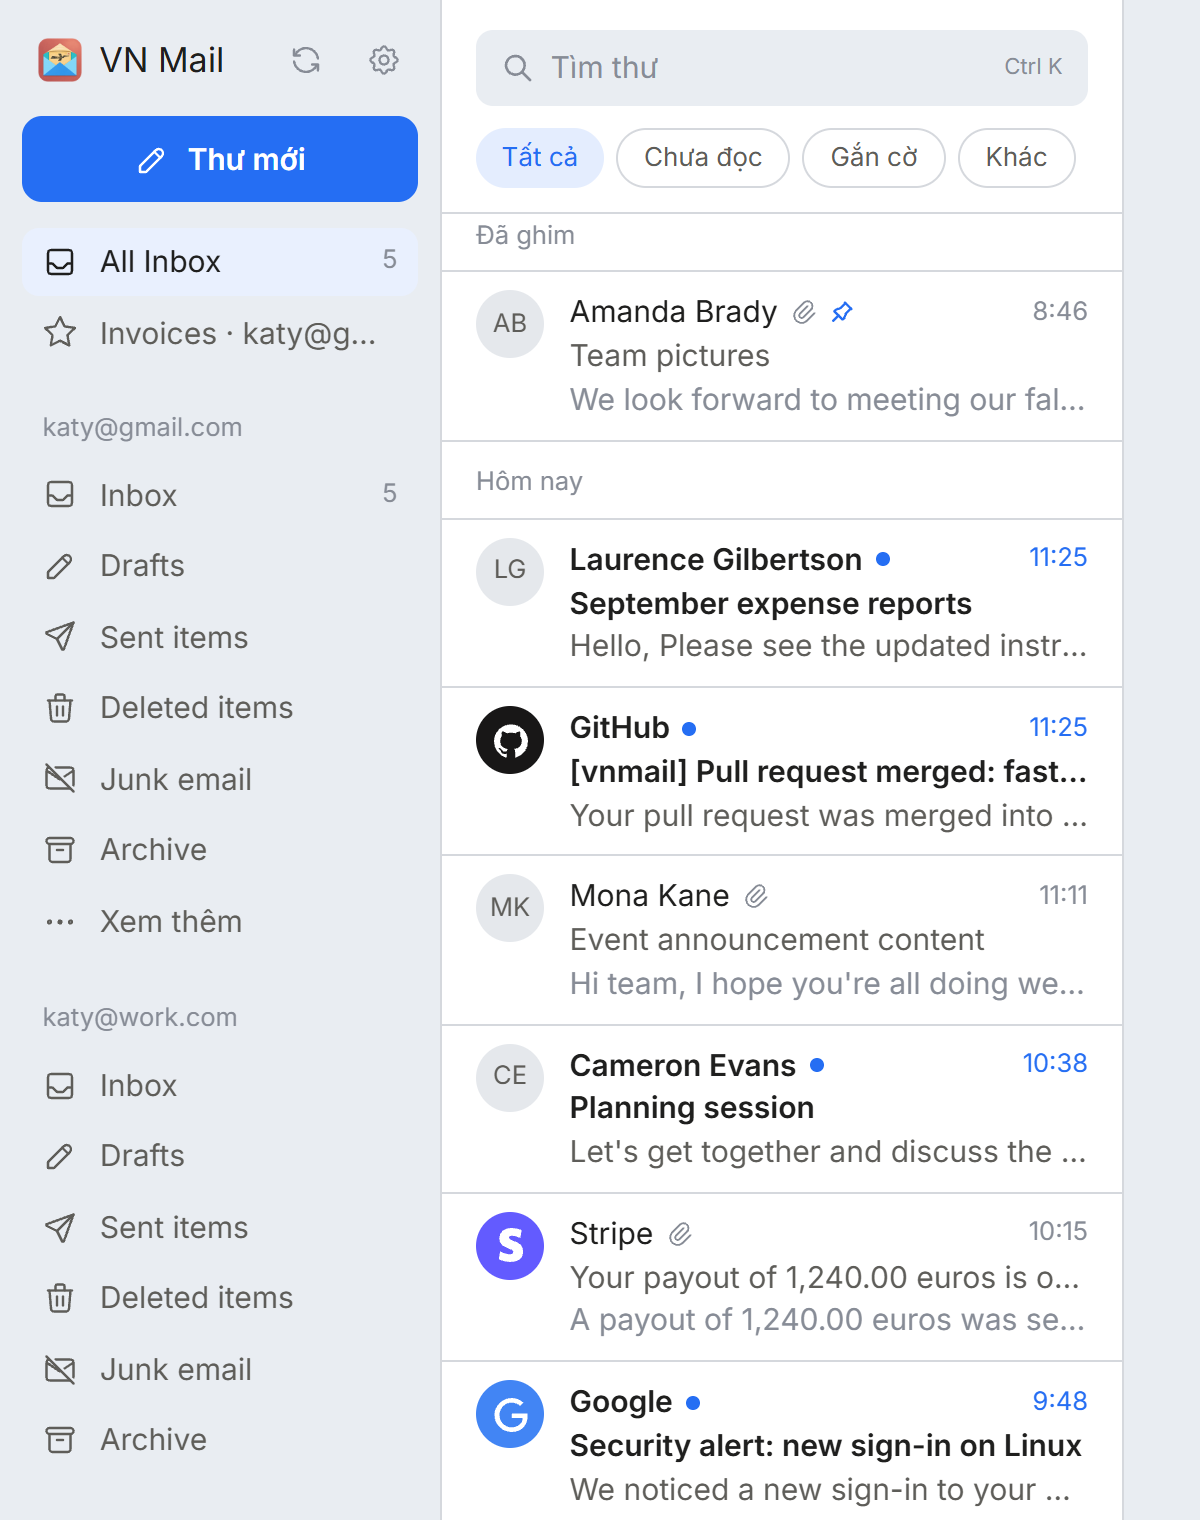 VN Mail
Thư mới
All Inbox 5
Invoices · katy@g...
katy@gmail.com
Inbox 5
Drafts
Sent items
Deleted items
Junk email
Archive
Xem thêm
katy@work.com
Inbox
Drafts
Sent items
Deleted items
Junk email
Archive
Tìm thư Ctrl K
Tất cả Chưa đọc Gắn cờ Khác
Đã ghim
AB Amanda Brady 8:46
Team pictures
We look forward to meeting our fal...
Hôm nay
LG Laurence Gilbertson 11:25
September expense reports
Hello, Please see the updated instr...
GitHub 11:25
[vnmail] Pull request merged: fast...
Your pull request was merged into ...
MK Mona Kane 11:11
Event announcement content
Hi team, I hope you're all doing we...
CE Cameron Evans 10:38
Planning session
Let's get together and discuss the ...
S Stripe 10:15
Your payout of 1,240.00 euros is o...
A payout of 1,240.00 euros was se...
G Google 9:48
Security alert: new sign-in on Linux
We noticed a new sign-in to your ...